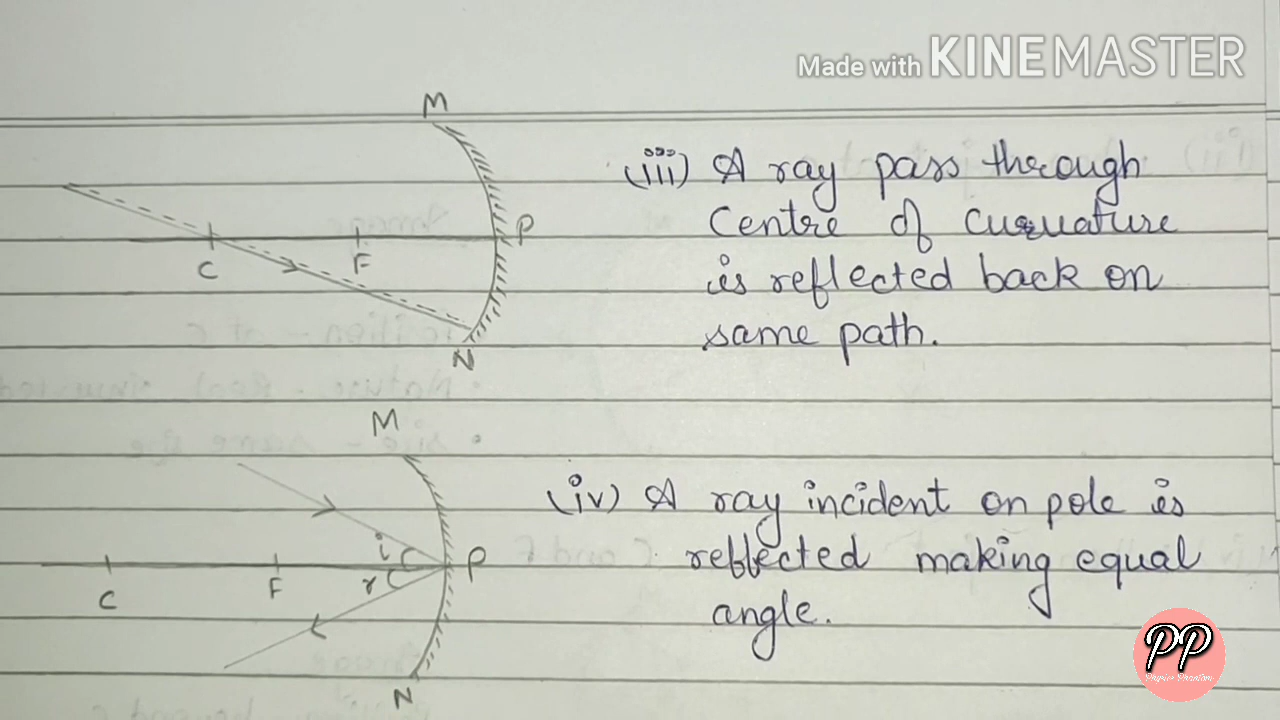 Made with KINEMASTER
M
(iii) A ray pass through
Centre of curvature
is reflected back on
same path.
P
C
F
N
M
(iv) A ray incident on pole is
reflected making equal
angle.
i
r
P
C
F
N
PP